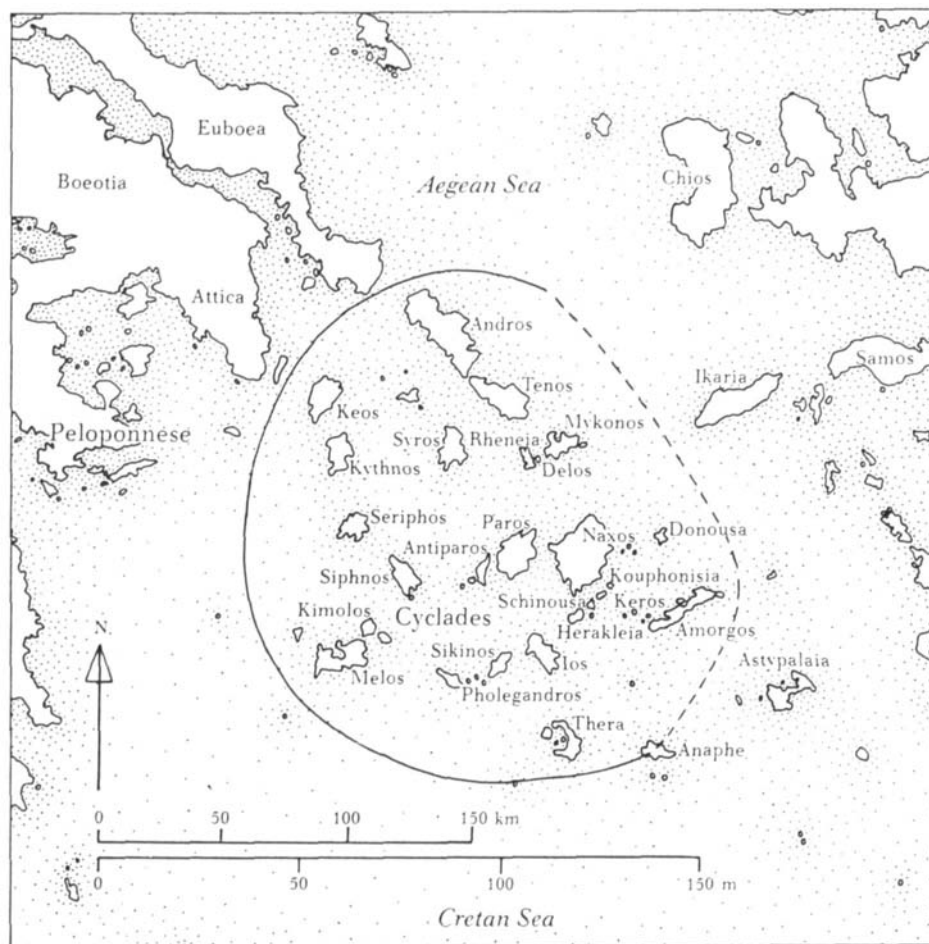 Euboea
Boeotia
Aegean Sea
Chios
Attica
Andros
Samos
Ikaria
Tenos
Keos
Mykonos
Peloponnese
Syros
Rheneia
Kythnos
Delos
Seriphos
Paros
Naxos
Donousa
Antiparos
Siphnos
Kouphonisia
Schinousa
Keros
Kimolos
Cyclades
Herakleia
Amorgos
N
Sikinos
Ios
Astypalaia
Melos
Pholegandros
Thera
Anaphe
0 50 100 150 km
0 50 100 150 m
Cretan Sea